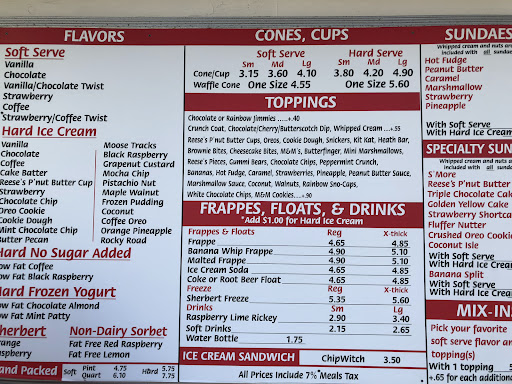 FLAVORS
Soft Serve
Vanilla
Chocolate
Vanilla/Chocolate Twist
Strawberry
Coffee
Strawberry/Coffee Twist
Hard Ice Cream
Vanilla
Chocolate
Coffee
Cake Batter
Reese's P'nut Butter Cup
Strawberry
Chocolate Chip
Oreo Cookie
Cookie Dough
Mint Chocolate Chip
Butter Pecan
Moose Tracks
Black Raspberry
Grapenut Custard
Mocha Chip
Pistachio Nut
Maple Walnut
Frozen Pudding
Coconut
Coffee Oreo
Orange Pineapple
Rocky Road
Hard No Sugar Added
Low Fat Coffee
Low Fat Black Raspberry
Hard Frozen Yogurt
Low Fat Chocolate Almond
Low Fat Mint Patty
Sherbert
Orange
Raspberry
Non-Dairy Sorbet
Fat Free Red Raspberry
Fat Free Lemon
Hand Packed Soft Pint 4.75 Hard 5.75
Quart 6.10 7.75
CONES, CUPS
Soft Serve Hard Serve
Sm Md Lg Sm Md Lg
Cone/Cup 3.15 3.60 4.10 3.80 4.20 4.90
Waffle Cone One Size 4.55 One Size 5.60
TOPPINGS
Chocolate or Rainbow Jimmies .....+.40
Crunch Coat, Chocolate/Cherry/Butterscotch Dip, Whipped Cream ...+.55
Reese's P'nut Butter Cups, Oreos, Cookie Dough, Snickers, Kit Kat, Heath Bar,
Brownie Bites, Cheesecake Bites, M&M's, Butterfinger, Mini Marshmallows,
Reese's Pieces, Gummi Bears, Chocolate Chips, Peppermint Crunch,
Bananas, Hot Fudge, Caramel, Strawberries, Pineapple, Peanut Butter Sauce,
Marshmallow Sauce, Coconut, Walnuts, Rainbow Sno-Caps,
White Chocolate Chips, M&M Cookies....+.90
FRAPPES, FLOATS, & DRINKS
*Add $1.00 for Hard Ice Cream
Frappes & Floats Reg X-thick
Frappe 4.65 4.85
Banana Whip Frappe 4.90 5.10
Malted Frappe 4.90 5.10
Ice Cream Soda 4.65 4.85
Coke or Root Beer Float 4.65 4.85
Freeze Reg X-thick
Sherbert Freeze 5.35 5.60
Drinks Sm Lg
Raspberry Lime Rickey 2.90 3.40
Soft Drinks 2.15 2.65
Water Bottle 1.75
ICE CREAM SANDWICH ChipWitch 3.50
All Prices Include 7% Meals Tax
SUNDAES
Whipped cream and nuts are
included with all sundaes
Hot Fudge
Peanut Butter
Caramel
Marshmallow
Strawberry
Pineapple
With Soft Serve
With Hard Ice Cream
SPECIALTY SUN
Whipped cream and nuts
included with all sund
S'More
Reese's P'nut Butter
Triple Chocolate Cak
Golden Yellow Cake
Strawberry Shortca
Fluffer Nutter
Crushed Oreo Cookie
Coconut Isle
With Soft Serve
With Hard Ice Cream
Banana Split
With Soft Serve
With Hard Ice Cream
MIX-INS
Pick your favorite
soft serve flavor an
topping(s)
With 1 topping 5
+.65 for each additiona